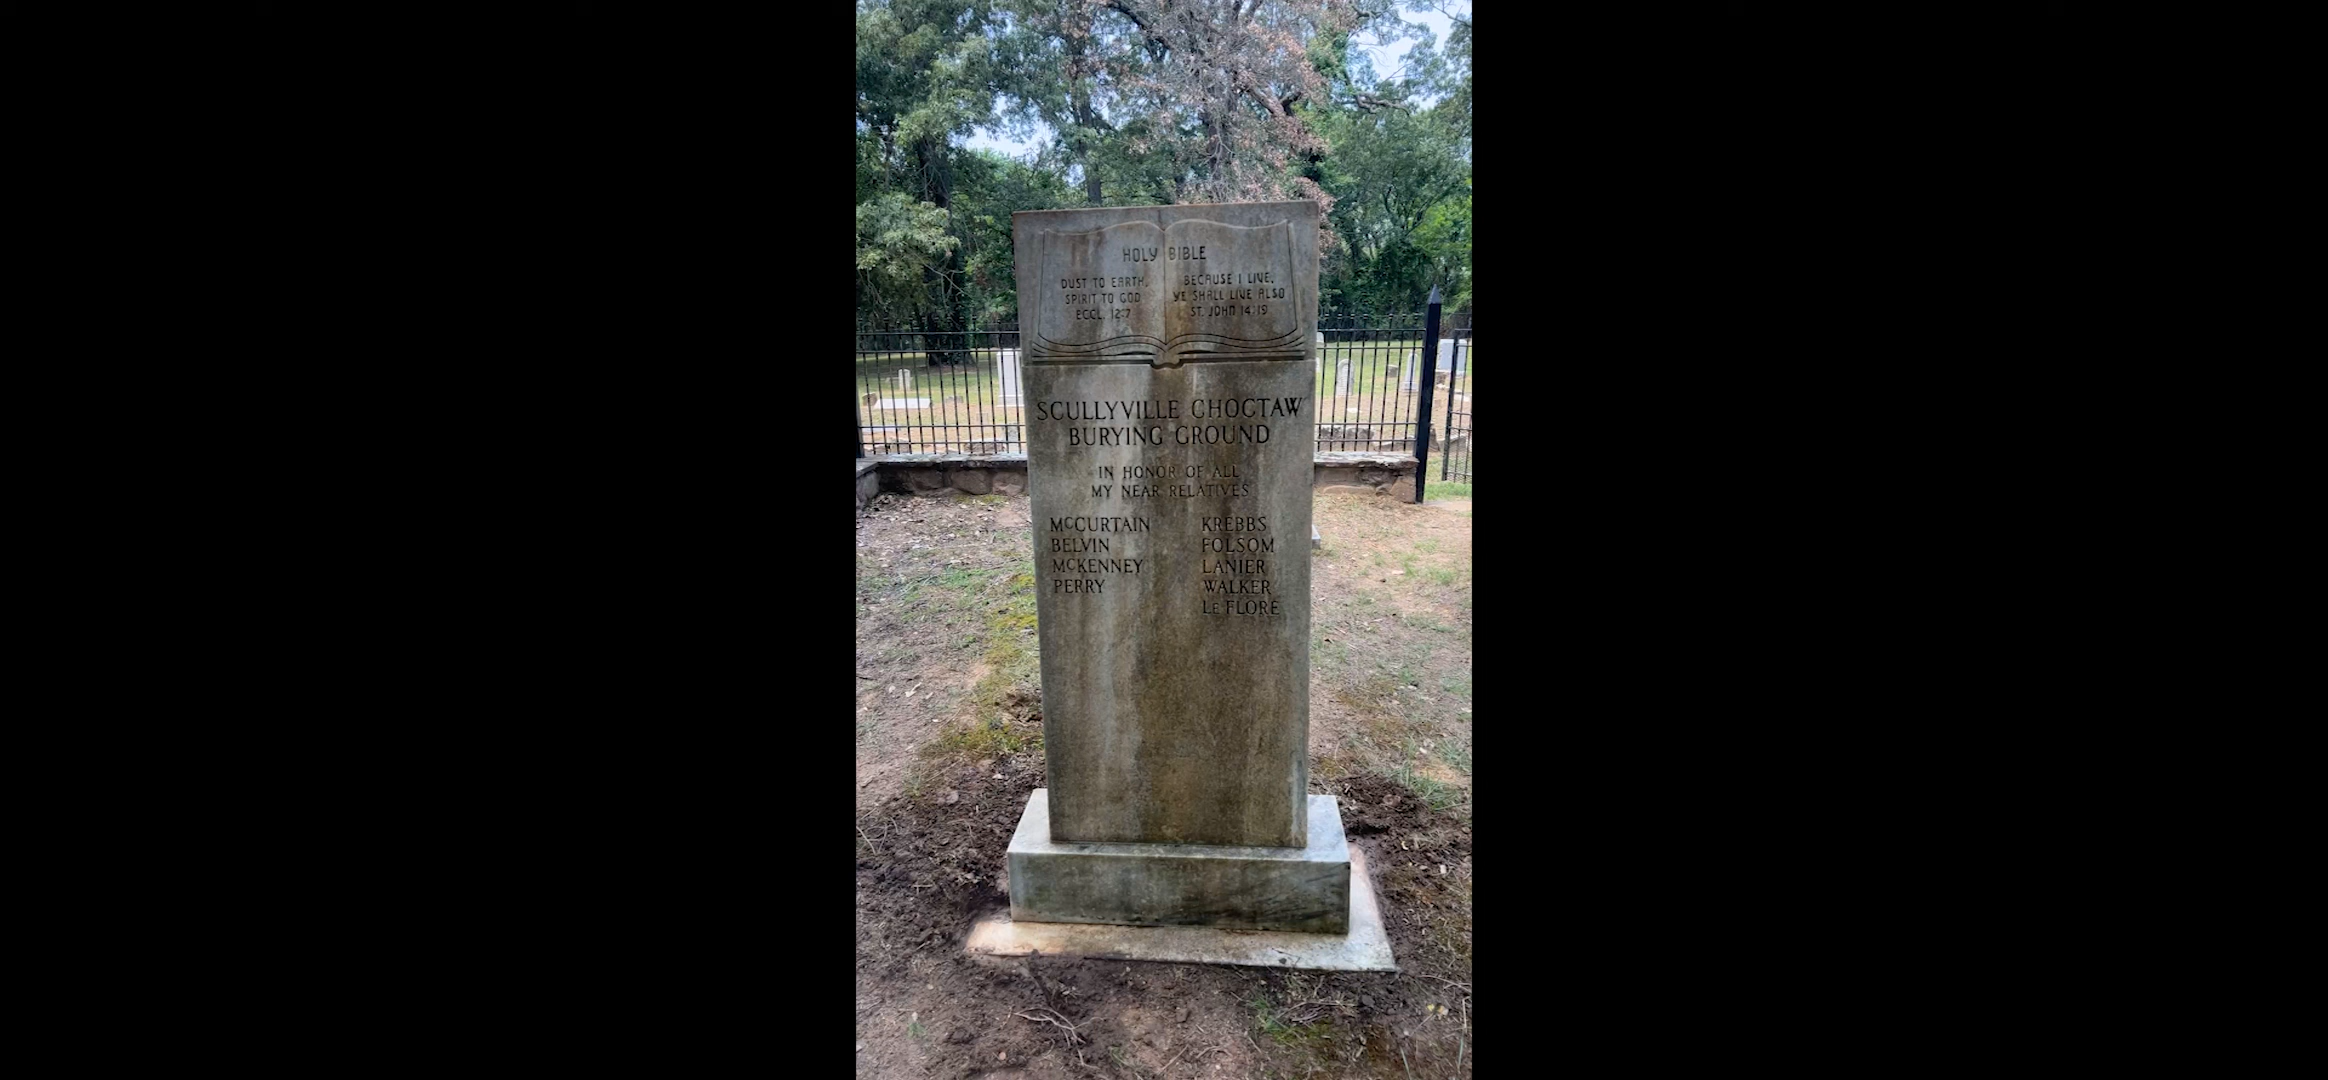 HOLY BIBLE
DUST TO EARTH,
SPIRIT TO GOD
ECCL. 12:7
BECAUSE I LIVE,
YE SHALL LIVE ALSO
ST. JOHN 14:19
SCULLYVILLE CHOCTAW
BURYING GROUND
IN HONOR OF ALL
MY NEAR RELATIVES
MCCURTAIN
BELVIN
MCKENNEY
PERRY
KREBBS
FOLSOM
LANIER
WALKER
LE FLORE